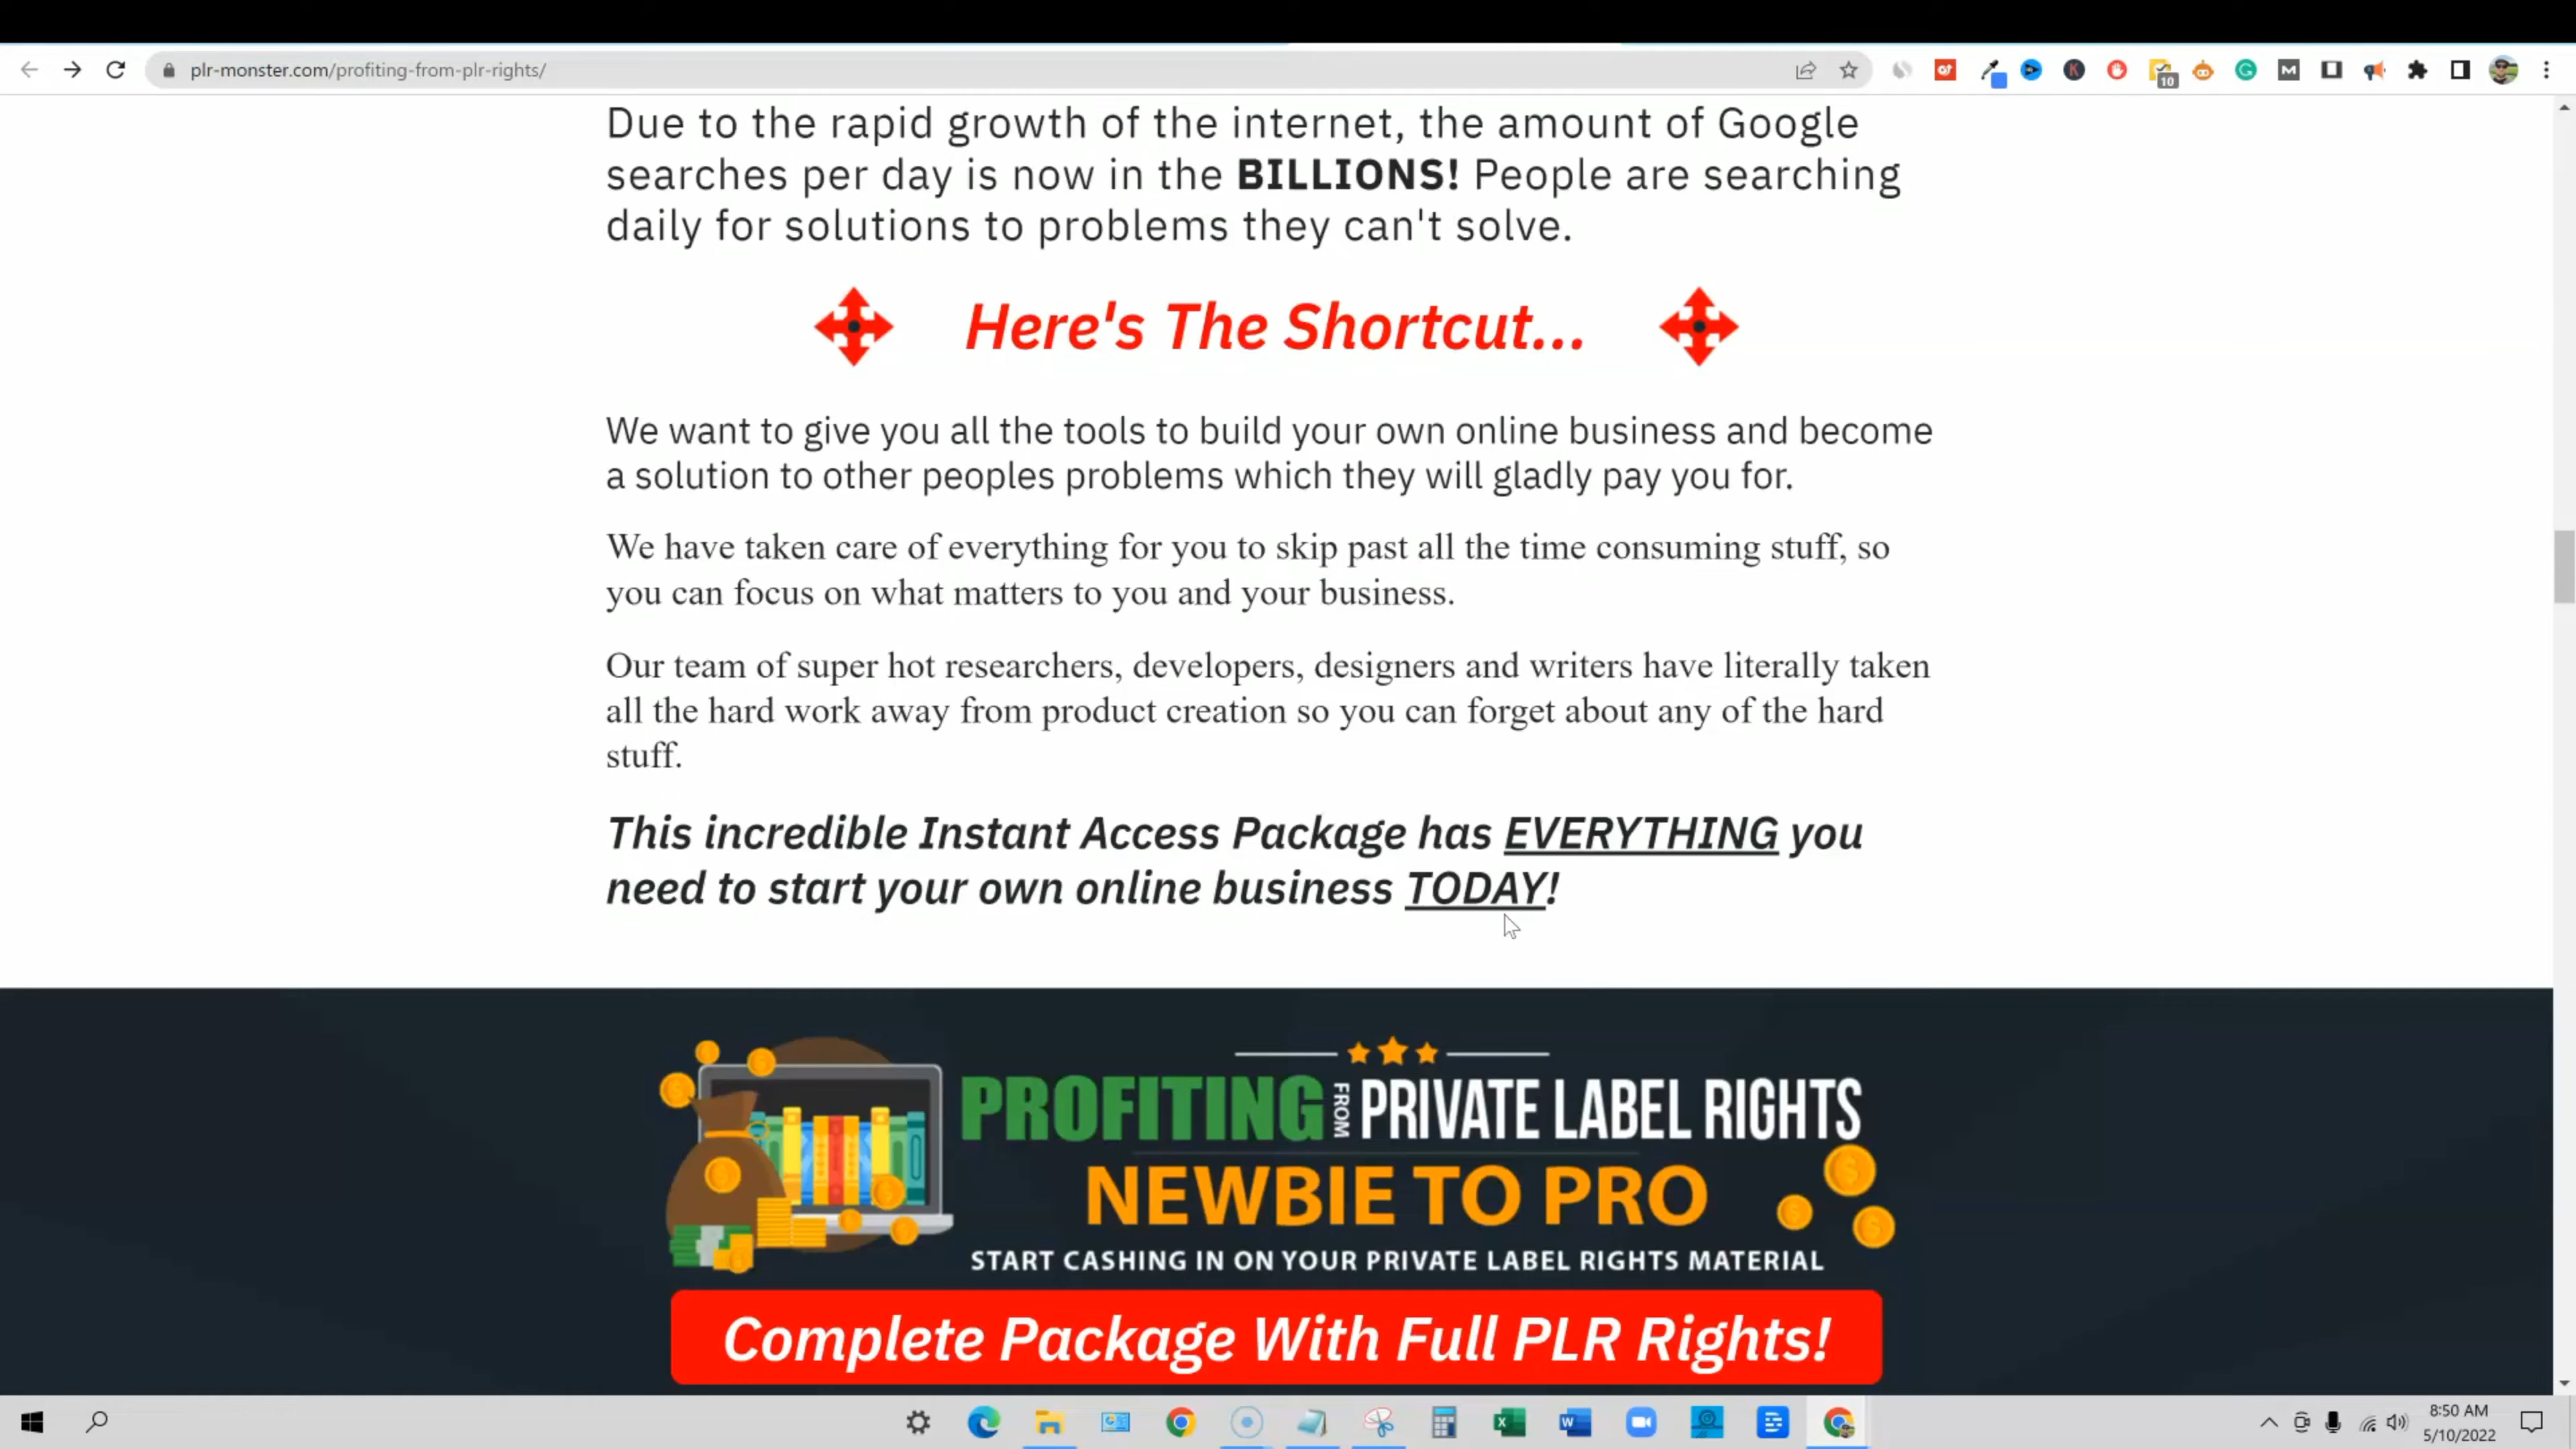 plr-monster.com/profiting-from-plr-rights/
10
Due to the rapid growth of the internet, the amount of Google
searches per day is now in the BILLIONS! People are searching
daily for solutions to problems they can't solve.
Here's The Shortcut...
We want to give you all the tools to build your own online business and become
a solution to other peoples problems which they will gladly pay you for.
We have taken care of everything for you to skip past all the time consuming stuff, so
you can focus on what matters to you and your business.
Our team of super hot researchers, developers, designers and writers have literally taken
all the hard work away from product creation so you can forget about any of the hard
stuff.
This incredible Instant Access Package has EVERYTHING you
need to start your own online business TODAY!
PROFITING FROM PRIVATE LABEL RIGHTS
NEWBIE TO PRO
START CASHING IN ON YOUR PRIVATE LABEL RIGHTS MATERIAL
Complete Package With Full PLR Rights!
8:50 AM
5/10/2022